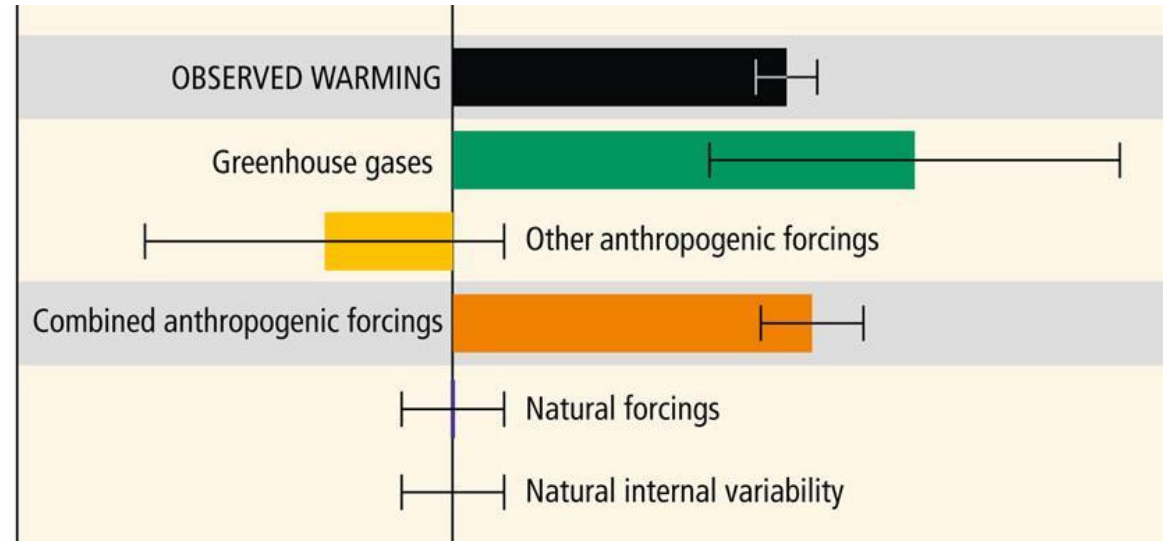 OBSERVED WARMING
Greenhouse gases
Other anthropogenic forcings
Combined anthropogenic forcings
Natural forcings
Natural internal variability